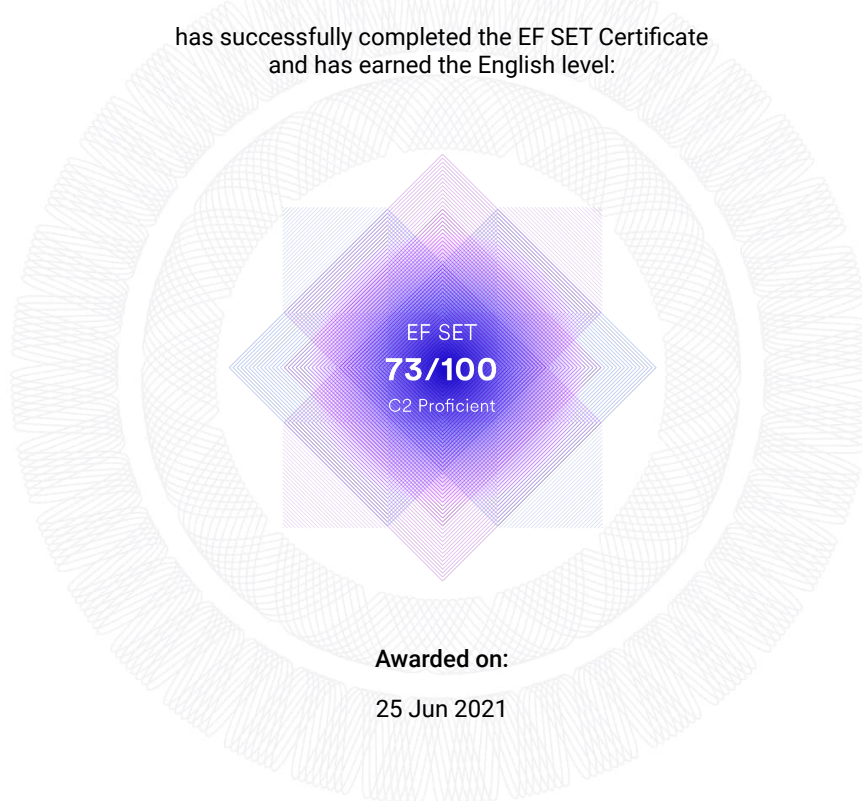 has successfully completed the EF SET Certificate
and has earned the English level:
EF SET
73/100
C2 Proficient
Awarded on:
25 Jun 2021